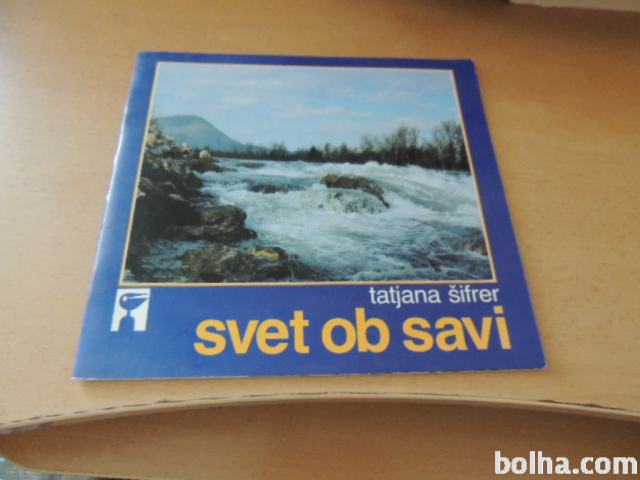 tatjana šifrer
svet ob savi
bolha.com